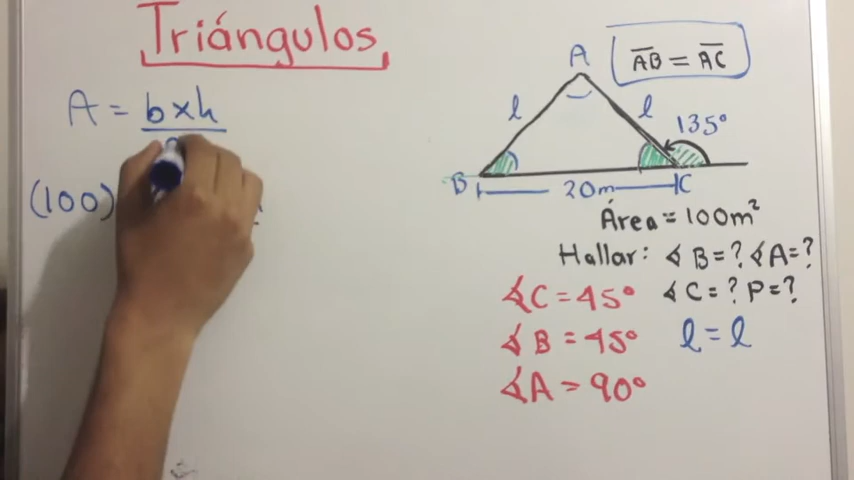 Triángulos
A = b x h
(100)
A
AB = AC
l
l
135°
B
20m
C
Área = 100m²
Hallar: ∢ B = ? ∢ A = ?
∢ C = ? P = ?
∢C = 45°
∢ B = 45°
l = l
∢A = 90°